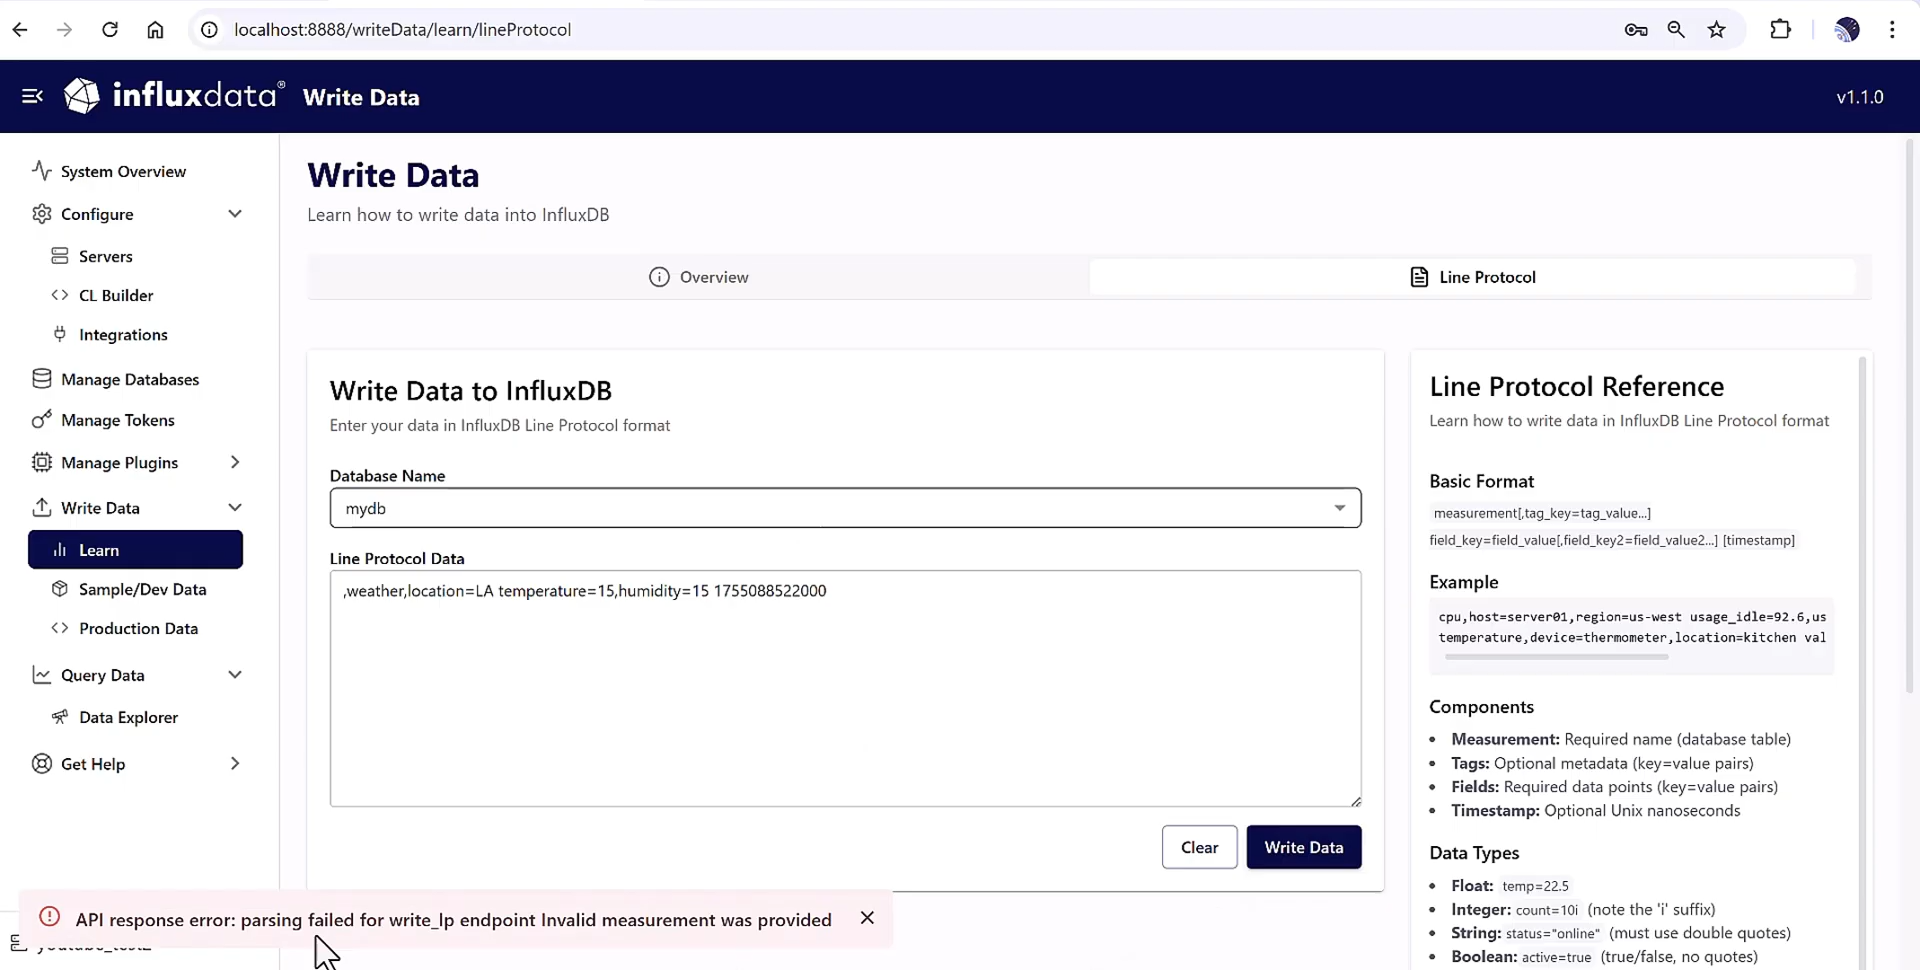 localhost:8888/writeData/learn/lineProtocol
influxdata® Write Data
v1.1.0
System Overview
Configure
Servers
CL Builder
Integrations
Manage Databases
Manage Tokens
Manage Plugins
Write Data
Learn
Sample/Dev Data
Production Data
Query Data
Data Explorer
Get Help
Write Data
Learn how to write data into InfluxDB
Overview
Line Protocol
Write Data to InfluxDB
Enter your data in InfluxDB Line Protocol format
Database Name
mydb
Line Protocol Data
,weather,location=LA temperature=15,humidity=15 1755088522000
Clear
Write Data
Line Protocol Reference
Learn how to write data in InfluxDB Line Protocol format
Basic Format
measurement[,tag_key=tag_value...]
field_key=field_value[,field_key2=field_value2...] [timestamp]
Example
cpu,host=server01,region=us-west usage_idle=92.6,us
temperature,device=thermometer,location=kitchen val
Components
• Measurement: Required name (database table)
• Tags: Optional metadata (key=value pairs)
• Fields: Required data points (key=value pairs)
• Timestamp: Optional Unix nanoseconds
Data Types
• Float: temp=22.5
• Integer: count=10i (note the 'i' suffix)
• String: status="online" (must use double quotes)
• Boolean: active=true (true/false, no quotes)
API response error: parsing failed for write_lp endpoint Invalid measurement was provided